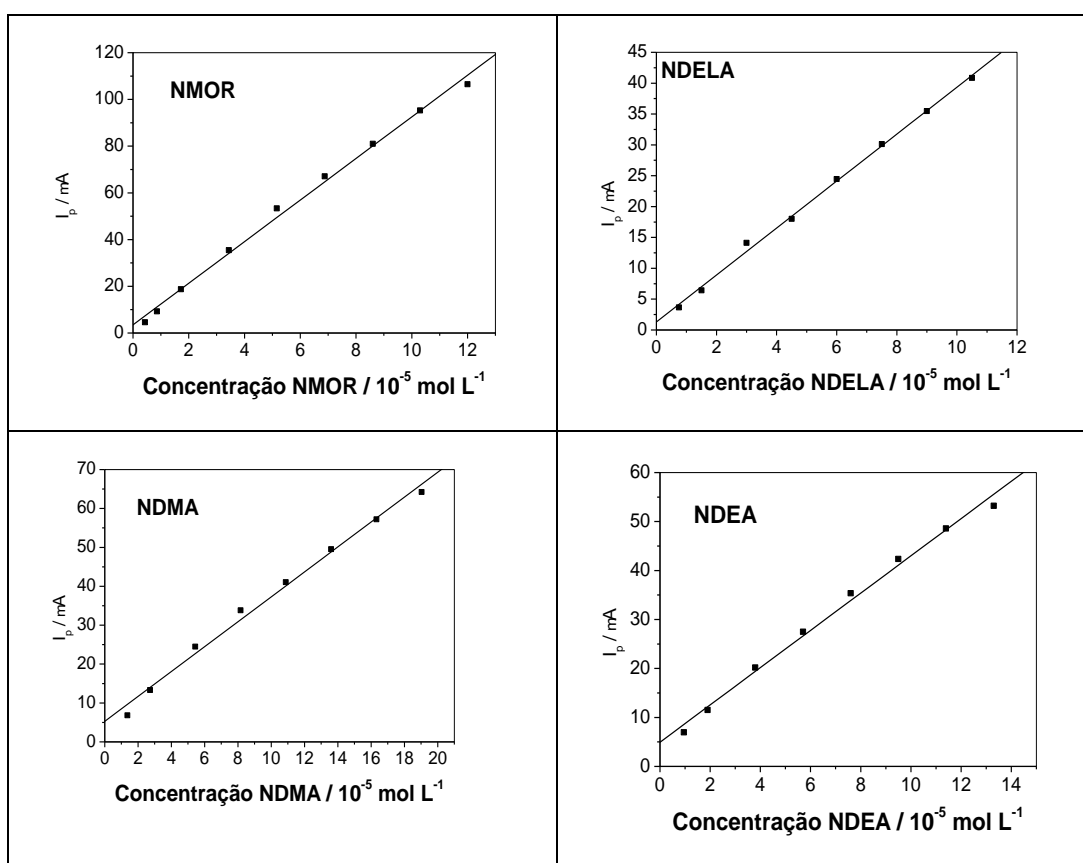 NMOR
I_p / mA
120
100
80
60
40
20
0
0 2 4 6 8 10 12
Concentração NMOR / 10^-5 mol L^-1
NDELA
I_p / mA
45
40
35
30
25
20
15
10
5
0
0 2 4 6 8 10 12
Concentração NDELA / 10^-5 mol L^-1
NDMA
I_p / mA
70
60
50
40
30
20
10
0
0 2 4 6 8 10 12 14 16 18 20
Concentração NDMA / 10^-5 mol L^-1
NDEA
I_p / mA
60
50
40
30
20
10
0
0 2 4 6 8 10 12 14
Concentração NDEA / 10^-5 mol L^-1